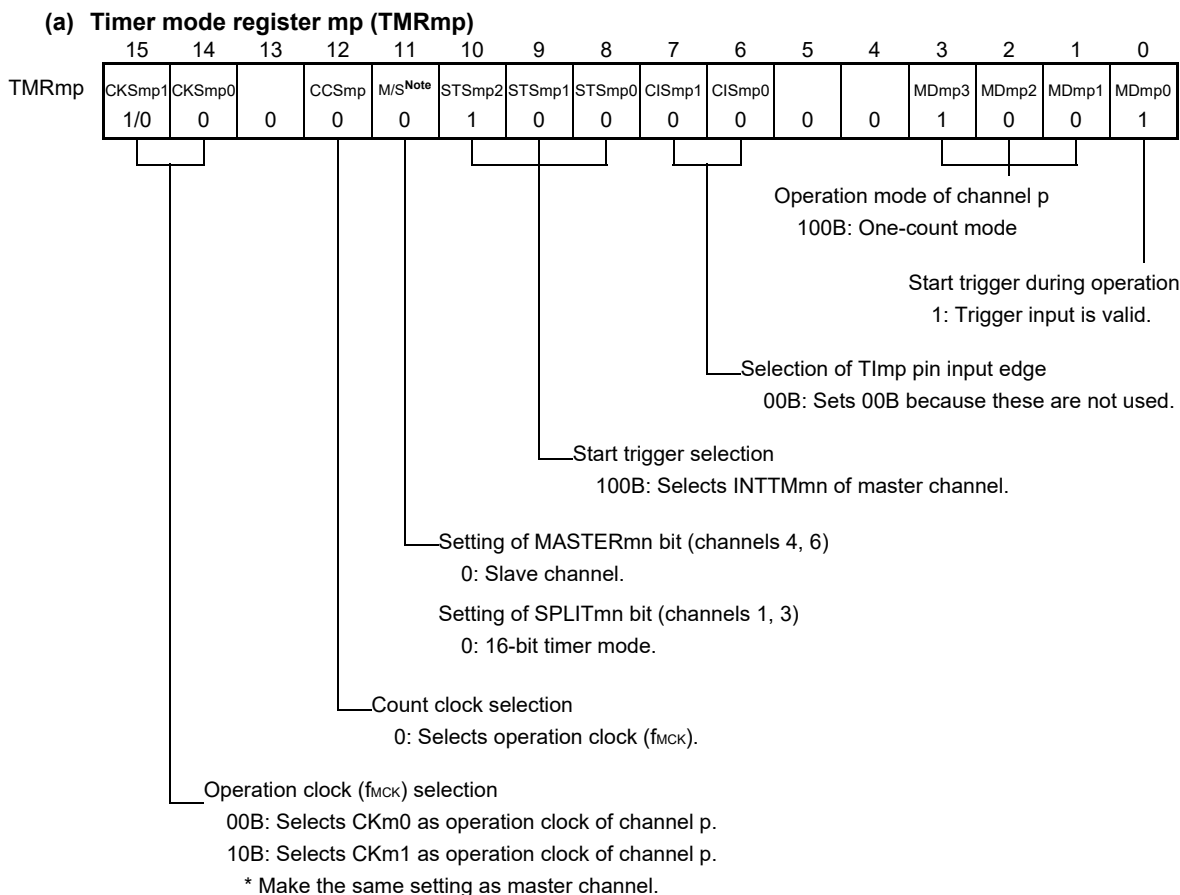 (a) Timer mode register mp (TMRmp)
15 14 13 12 11 10 9 8 7 6 5 4 3 2 1 0
TMRmp CKSmp1 CKSmp0 CCSmp M/SNote STSmp2 STSmp1 STSmp0 CISmp1 CISmp0 MDmp3 MDmp2 MDmp1 MDmp0
1/0 0 0 0 0 1 0 0 0 0 0 0 1 0 0 1
Operation mode of channel p
100B: One-count mode
Start trigger during operation
1: Trigger input is valid.
Selection of TImp pin input edge
00B: Sets 00B because these are not used.
Start trigger selection
100B: Selects INTTMmn of master channel.
Setting of MASTERmn bit (channels 4, 6)
0: Slave channel.
Setting of SPLITmn bit (channels 1, 3)
0: 16-bit timer mode.
Count clock selection
0: Selects operation clock (fMCK).
Operation clock (fMCK) selection
00B: Selects CKm0 as operation clock of channel p.
10B: Selects CKm1 as operation clock of channel p.
* Make the same setting as master channel.